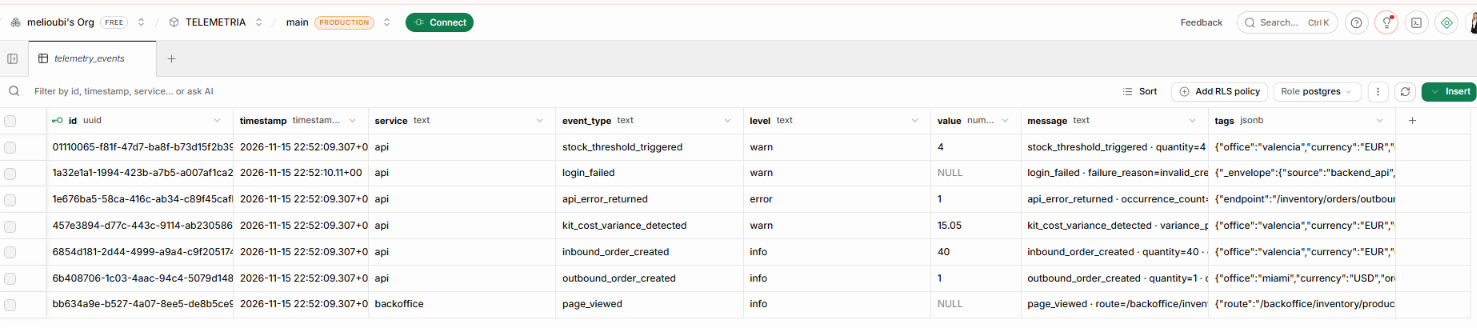 melioubi's Org FREE / TELEMETRIA / main PRODUCTION Connect Feedback Search... Ctrl K
telemetry_events +
Filter by id, timestamp, service... or ask AI Sort Add RLS policy Role postgres Insert
id uuid timestamp timestam... service text event_type text level text value num... message text tags jsonb +
01110065-f81f-47d7-ba8f-b73d15f2b39 2026-11-15 22:52:09.307+0 api stock_threshold_triggered warn 4 stock_threshold_triggered · quantity=4 {"office":"valencia","currency":"EUR","
1a32e1a1-1994-423b-a7b5-a007af1ca2 2026-11-15 22:52:10.11+00 api login_failed warn NULL login_failed · failure_reason=invalid_cre {"_envelope":{"source":"backend_api",
1e676ba5-58ca-416c-ab34-c89f45caf 2026-11-15 22:52:09.307+0 api api_error_returned error 1 api_error_returned · occurrence_count= {"endpoint":"/inventory/orders/outbour
457e3894-d77c-443c-9114-ab230586 2026-11-15 22:52:09.307+0 api kit_cost_variance_detected warn 15.05 kit_cost_variance_detected · variance_p {"office":"valencia","currency":"EUR","
6854d181-2d44-4999-a9a4-c9f205174 2026-11-15 22:52:09.307+0 api inbound_order_created info 40 inbound_order_created · quantity=40 · {"office":"valencia","currency":"EUR","
6b408706-1c03-4aac-94c4-5079d148 2026-11-15 22:52:09.307+0 api outbound_order_created info 1 outbound_order_created · quantity=1 · {"office":"miami","currency":"USD","or
bb634a9e-b527-4a07-8ee5-de8b5ce9 2026-11-15 22:52:09.307+0 backoffice page_viewed info NULL page_viewed · route=/backoffice/inven {"route":"/backoffice/inventory/produc